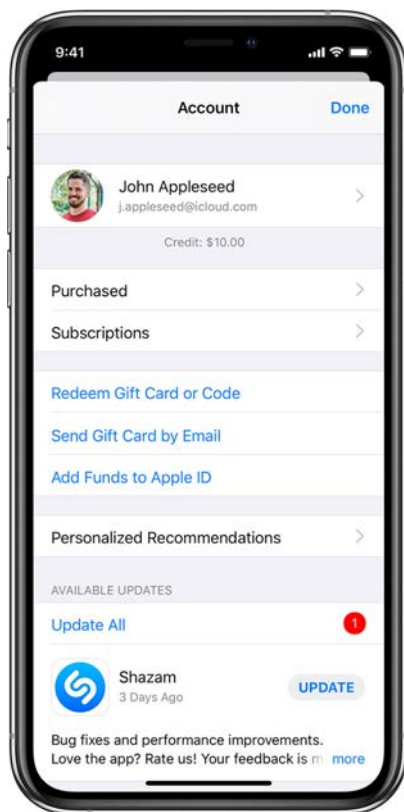 9:41
Account
Done
John Appleseed
j.appleseed@icloud.com
Credit: $10.00
Purchased
Subscriptions
Redeem Gift Card or Code
Send Gift Card by Email
Add Funds to Apple ID
Personalized Recommendations
AVAILABLE UPDATES
Update All
1
Shazam
3 Days Ago
UPDATE
Bug fixes and performance improvements.
Love the app? Rate us! Your feedback is m more